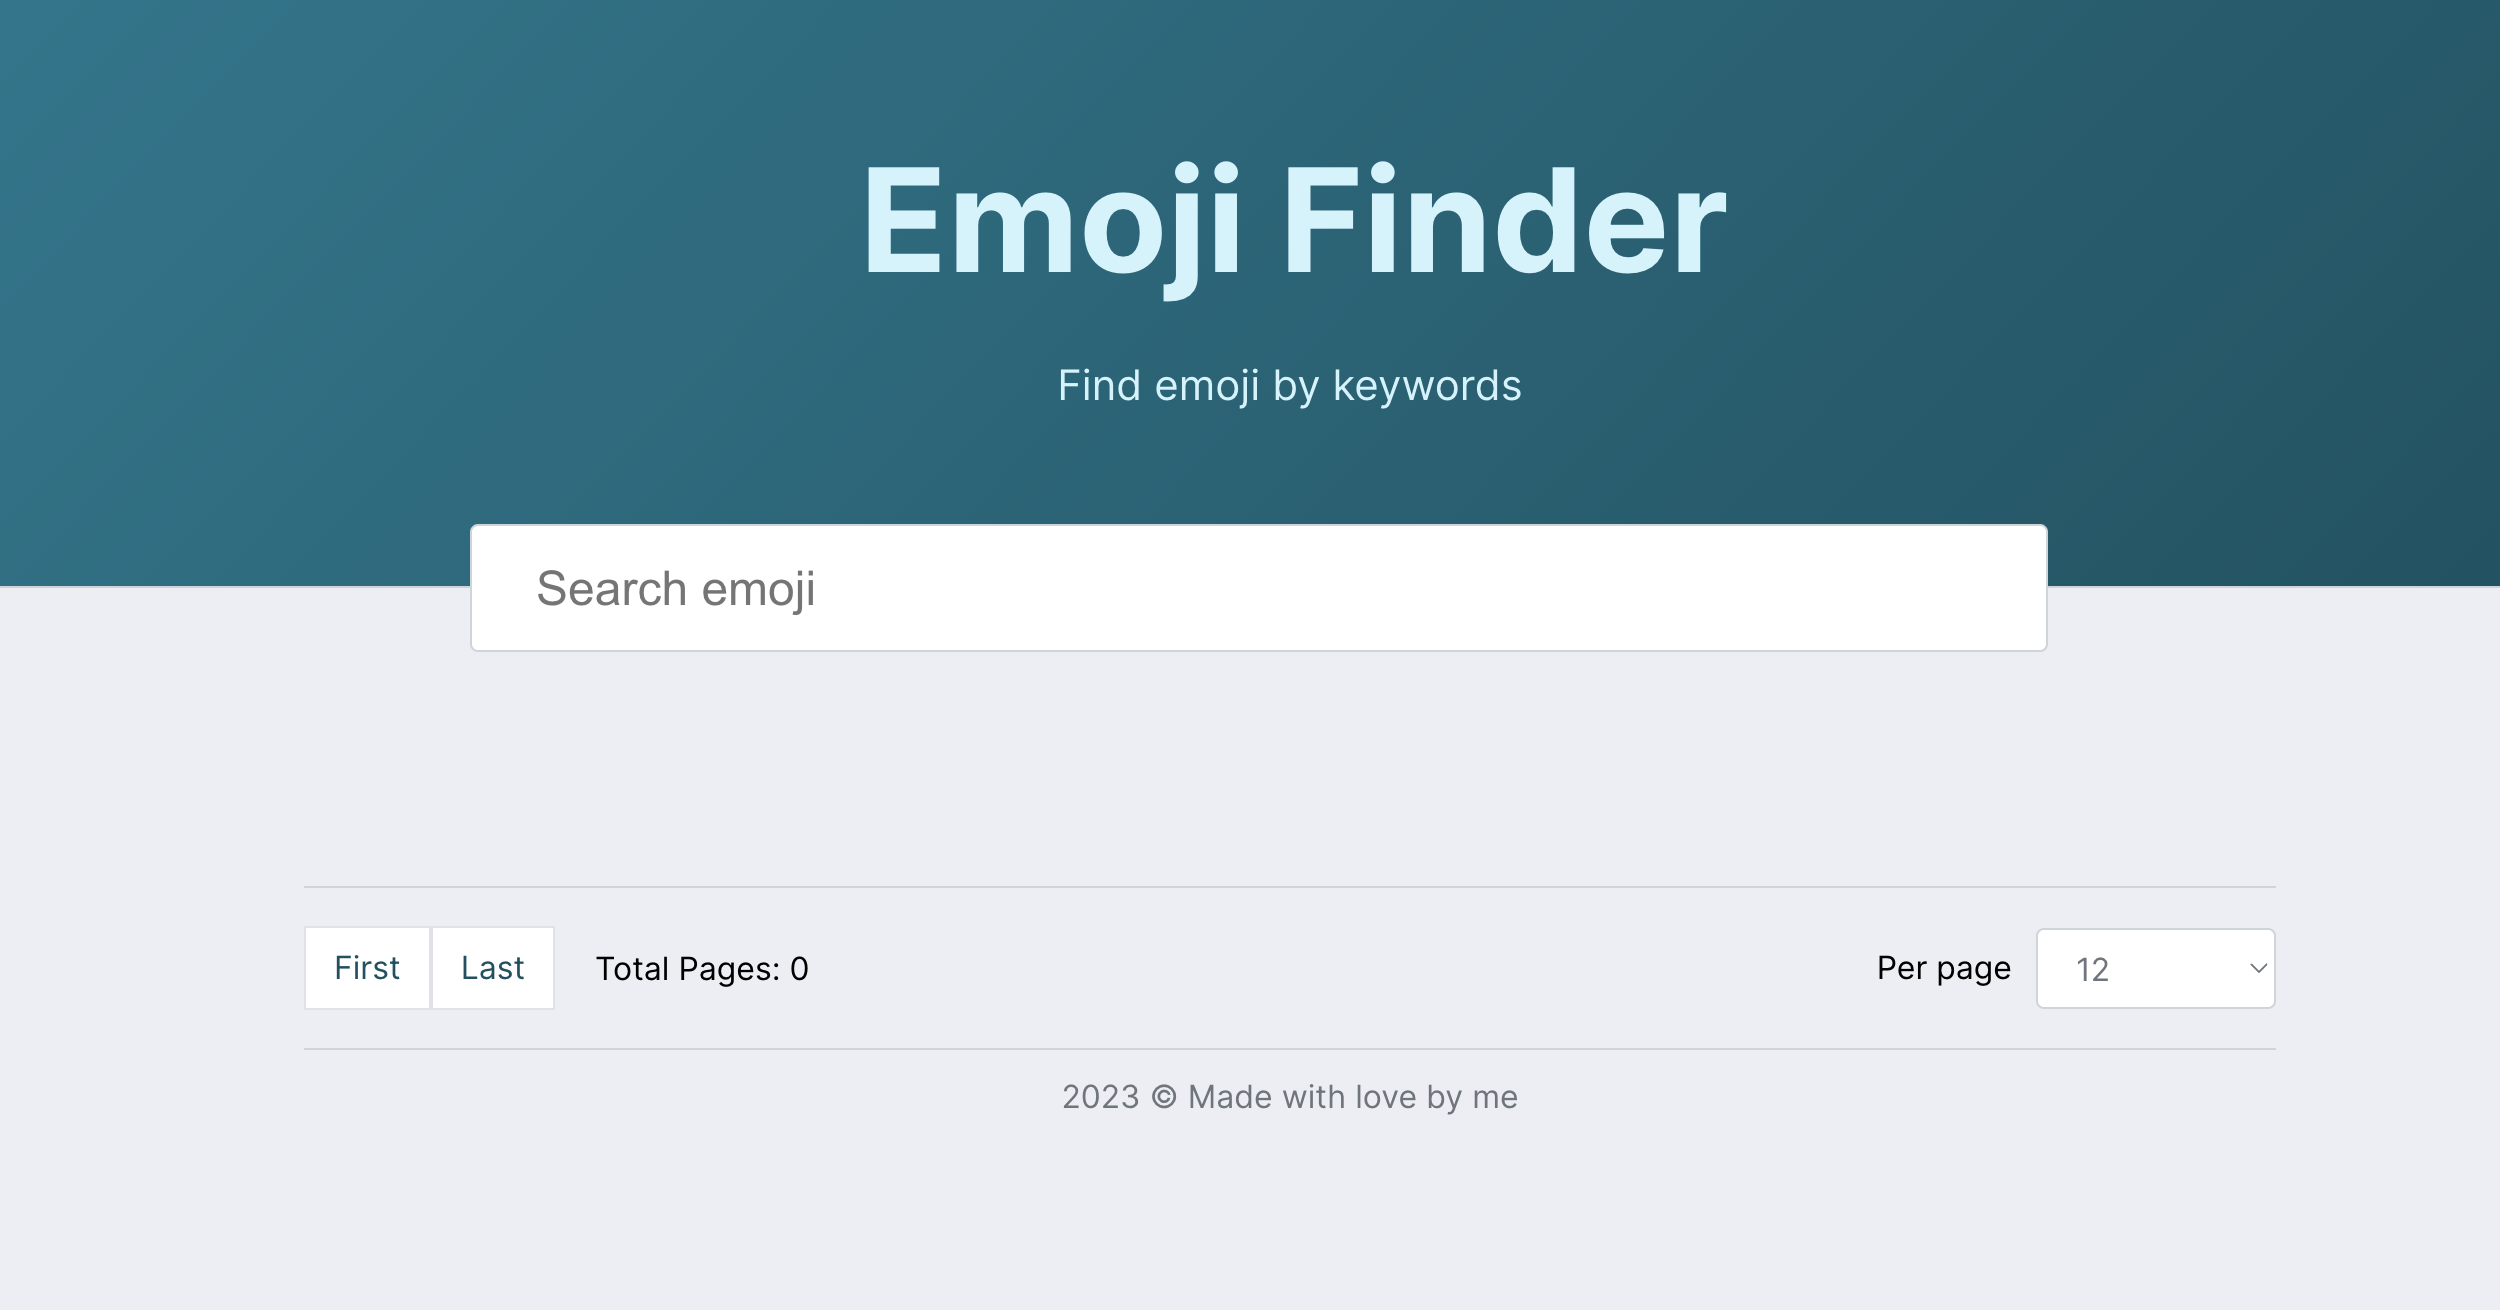 Emoji Finder
Find emoji by keywords
Search emoji
First Last Total Pages: 0 Per page 12
2023 © Made with love by me